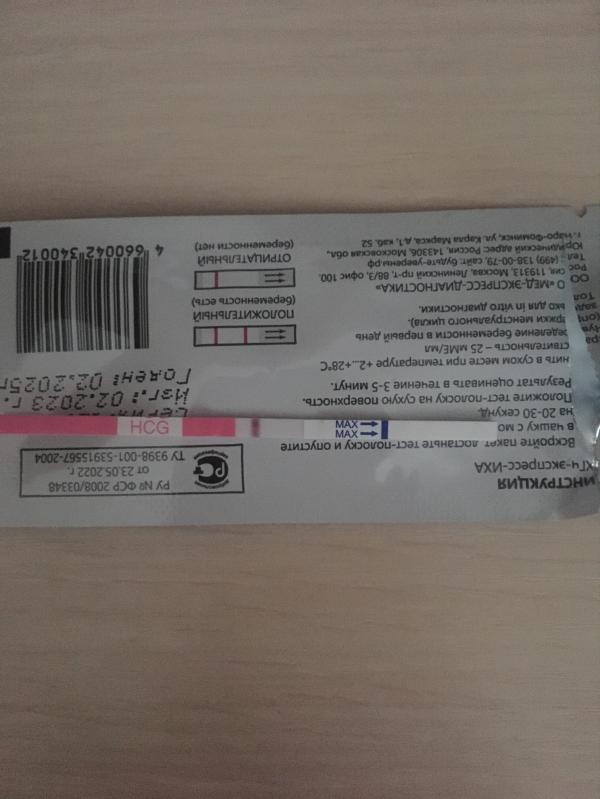 ИНСТРУКЦИЯ
ХГЧ-ЭКСПРЕСС-ИХА
Вскройте пакет, достаньте тест-полоску и опустите
в чашку с мо
на 20-30 секунд.
Положите тест-полоску на сухую поверхность.
Результат оценивать в течение 3-5 минут.
нить в сухом месте при температуре +2...+28°С
ствительность – 25 мМЕ/мл
ределение беременности в первый день
держки менструального цикла).
ко для in vitro диагностики.
ООО «МЕД-ЭКСПРЕСС-ДИАГНОСТИКА»
Россия, 119313, Москва, Ленинский пр-т, 88/3, офис 100.
Тел.: (499) 138-00-79, сайт: будьте-уверены.рф
Юридический адрес: Россия, 143306, Московская обл.,
г. Наро-Фоминск, ул. Карла Маркса, д.1, каб. 52
РУ № ФСР 2008/03348
от 23.05.2022 г.
ТУ 9398-001-53915567-2004
РС
Изг: 02.2023 г.
Годен: 02.2025г
ПОЛОЖИТЕЛЬНЫЙ
(беременность есть)
ОТРИЦАТЕЛЬНЫЙ
(беременности нет)
4 660042 340012
HCG
MAX
MAX